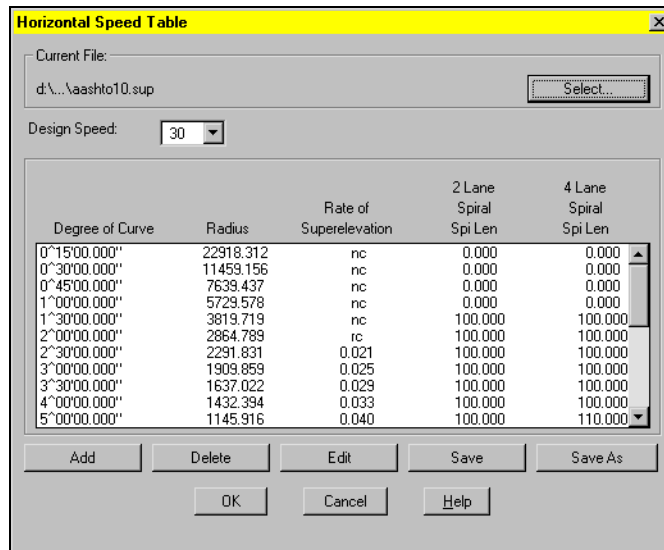 Horizontal Speed Table
Current File:
d:\...\aashto10.sup
Select...
Design Speed:
30
2 Lane 4 Lane
Rate of Spiral Spiral
Degree of Curve Radius Superelevation Spi Len Spi Len
0^15'00.000" 22918.312 nc 0.000 0.000
0^30'00.000" 11459.156 nc 0.000 0.000
0^45'00.000" 7639.437 nc 0.000 0.000
1^00'00.000" 5729.578 nc 0.000 0.000
1^30'00.000" 3819.719 nc 100.000 100.000
2^00'00.000" 2864.789 rc 100.000 100.000
2^30'00.000" 2291.831 0.021 100.000 100.000
3^00'00.000" 1909.859 0.025 100.000 100.000
3^30'00.000" 1637.022 0.029 100.000 100.000
4^00'00.000" 1432.394 0.033 100.000 100.000
5^00'00.000" 1145.916 0.040 100.000 110.000
Add Delete Edit Save Save As
OK Cancel Help